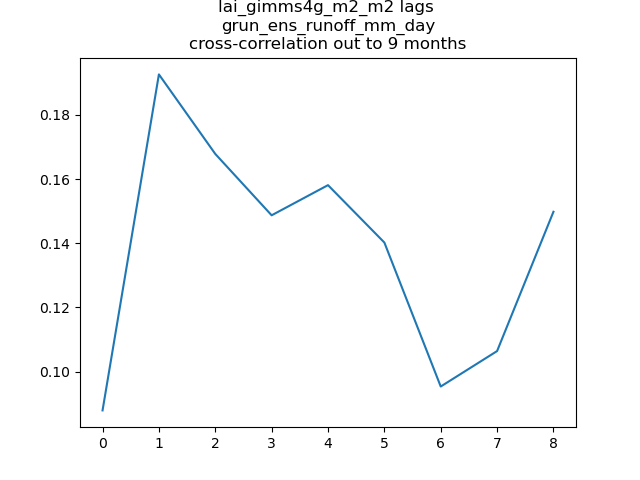 lai_gimms4g_m2_m2 lags
grun_ens_runoff_mm_day
cross-correlation out to 9 months
0.18
0.16
0.14
0.12
0.10
0 1 2 3 4 5 6 7 8